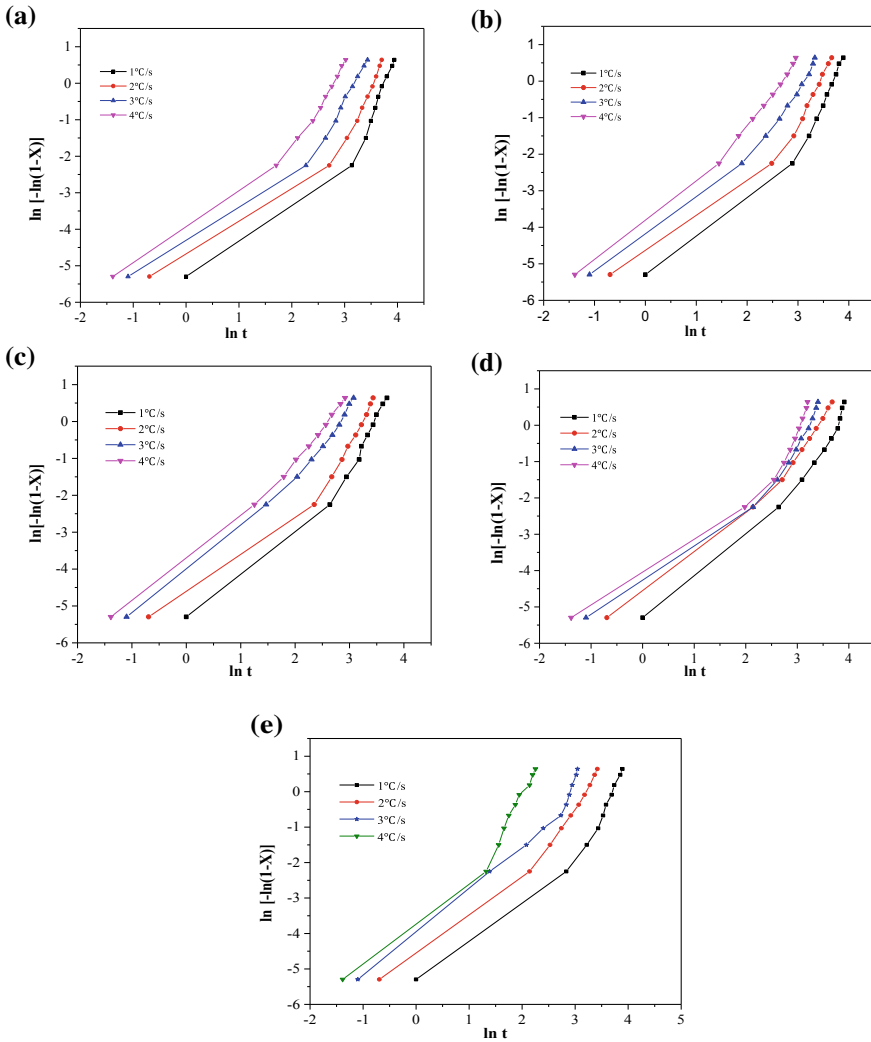 (a)
1
0
-1
-2
-3
-4
-5
-6
ln [-ln(1-X)]
1°C/s
2°C/s
3°C/s
4°C/s
-2 -1 0 1 2 3 4
ln t
(b)
1
0
-1
-2
-3
-4
-5
-6
ln [-ln(1-X)]
1°C/s
2°C/s
3°C/s
4°C/s
-2 -1 0 1 2 3 4
ln t
(c)
1
0
-1
-2
-3
-4
-5
-6
ln[-ln(1-X)]
1°C/s
2°C/s
3°C/s
4°C/s
-2 -1 0 1 2 3 4
ln t
(d)
1
0
-1
-2
-3
-4
-5
-6
ln[-ln(1-X)]
1°C/s
2°C/s
3°C/s
4°C/s
-2 -1 0 1 2 3 4
ln t
(e)
1
0
-1
-2
-3
-4
-5
-6
ln [-ln(1-X)]
1°C/s
2°C/s
3°C/s
4°C/s
-2 -1 0 1 2 3 4 5
ln t